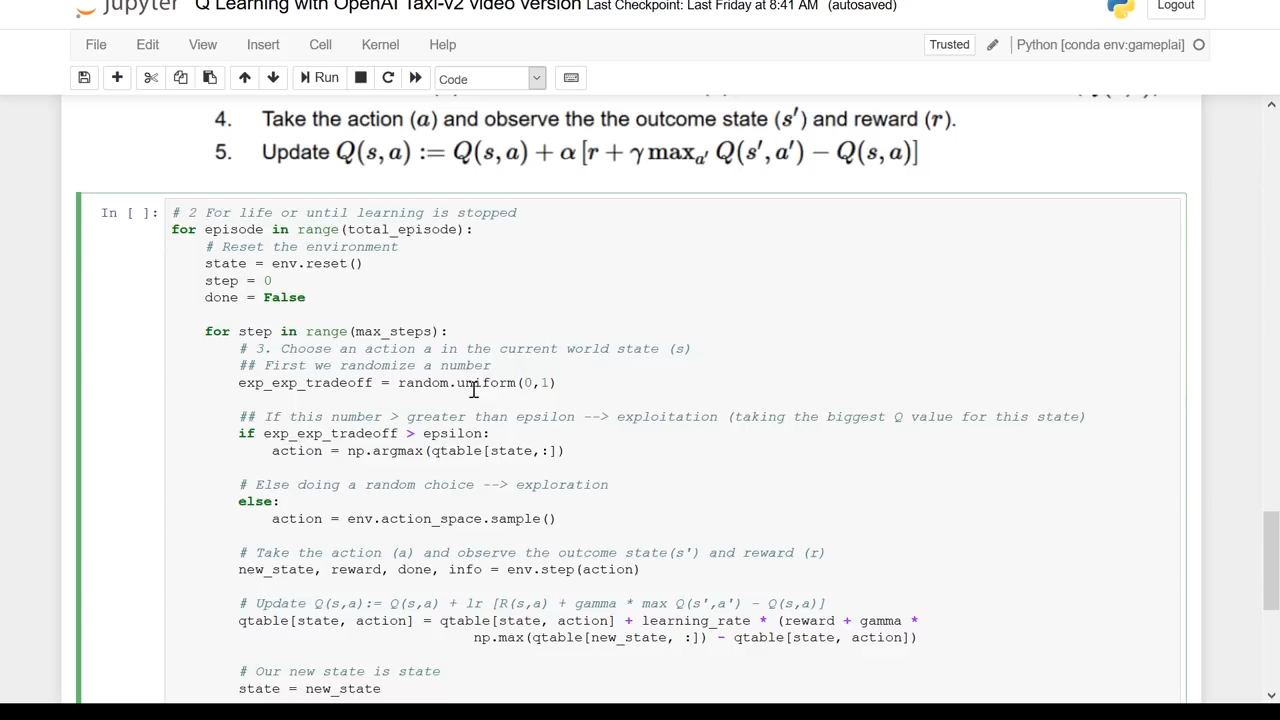 jupyter Q Learning with OpenAI Taxi-v2 video version Last Checkpoint: Last Friday at 8:41 AM (autosaved) Logout
File Edit View Insert Cell Kernel Help Trusted Python [conda env:gameplai]
Run Code
4. Take the action (a) and observe the the outcome state (s′) and reward (r).
5. Update Q(s, a) := Q(s, a) + α [r + γ max_a′ Q(s′, a′) − Q(s, a)]
In [ ]: # 2 For life or until learning is stopped
for episode in range(total_episode):
    # Reset the environment
    state = env.reset()
    step = 0
    done = False
    for step in range(max_steps):
        # 3. Choose an action a in the current world state (s)
        ## First we randomize a number
        exp_exp_tradeoff = random.uniform(0,1)
        ## If this number > greater than epsilon --> exploitation (taking the biggest Q value for this state)
        if exp_exp_tradeoff > epsilon:
            action = np.argmax(qtable[state,:])
        # Else doing a random choice --> exploration
        else:
            action = env.action_space.sample()
        # Take the action (a) and observe the outcome state(s') and reward (r)
        new_state, reward, done, info = env.step(action)
        # Update Q(s,a):= Q(s,a) + lr [R(s,a) + gamma * max Q(s',a') - Q(s,a)]
        qtable[state, action] = qtable[state, action] + learning_rate * (reward + gamma *
                                    np.max(qtable[new_state, :]) - qtable[state, action])
        # Our new state is state
        state = new_state